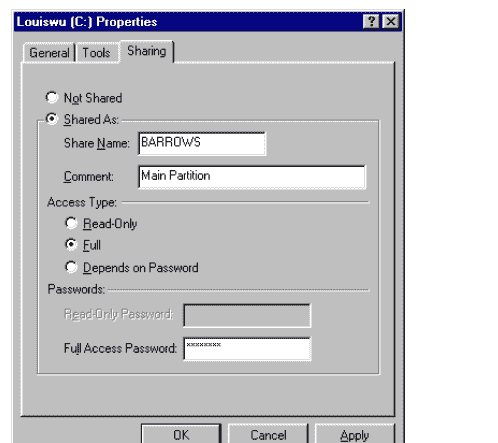 Louiswu (C:) Properties
General Tools Sharing
Not Shared
Shared As:
Share Name: BARROWS
Comment: Main Partition
Access Type:
Read-Only
Full
Depends on Password
Passwords:
Read-Only Password:
Full Access Password: xxxxxxxx
OK Cancel Apply